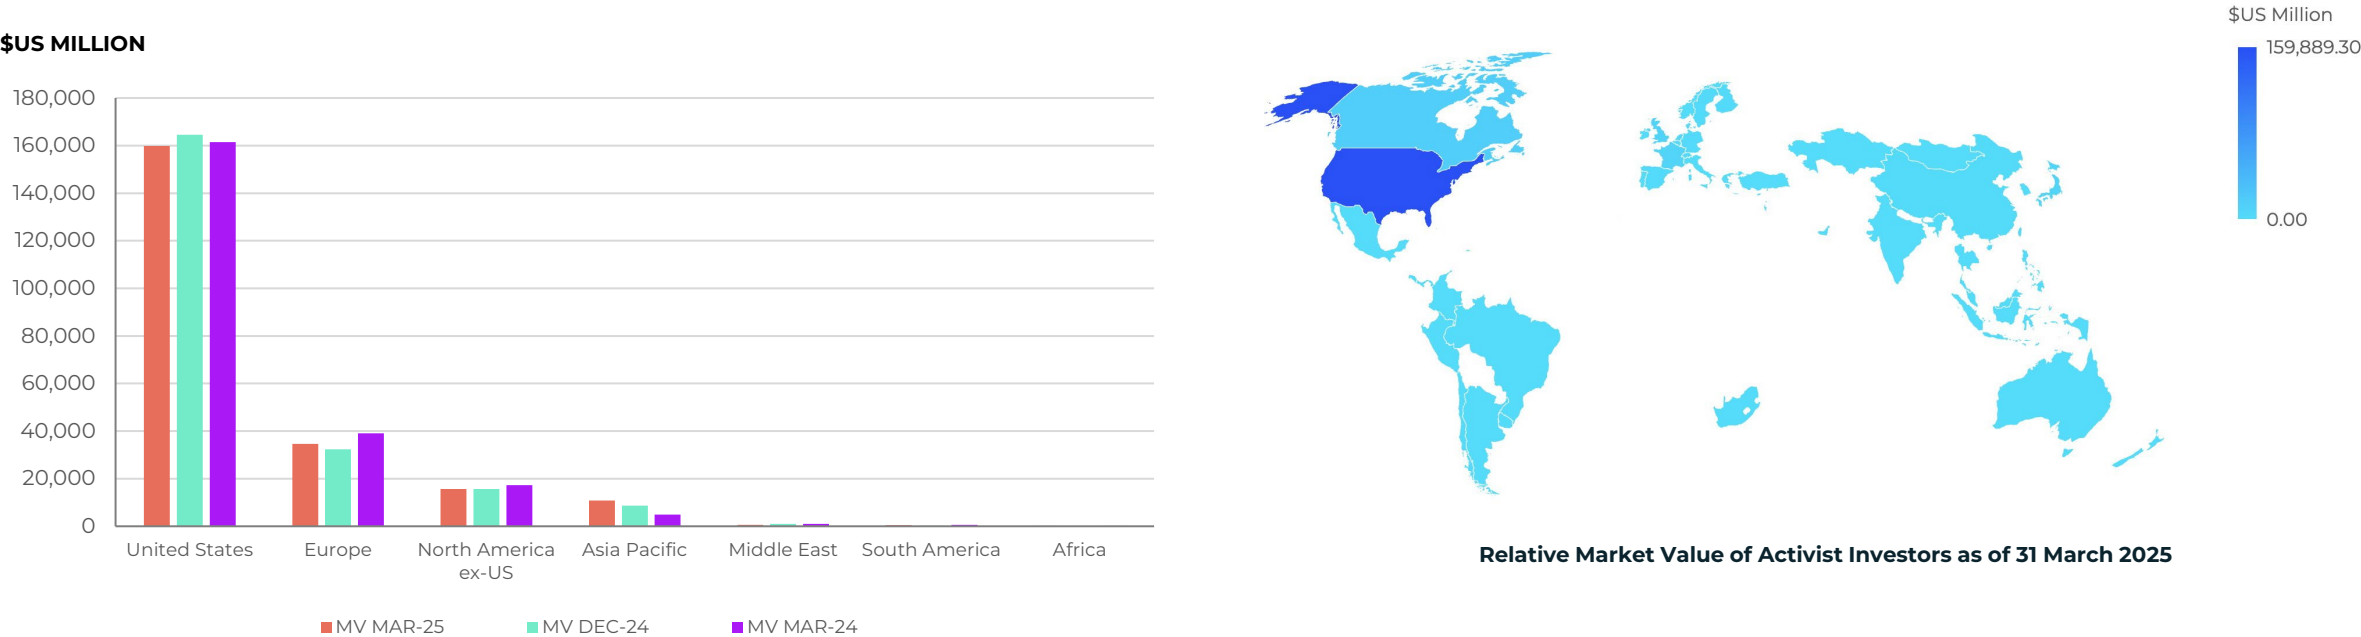 $US MILLION
180,000
160,000
140,000
120,000
100,000
80,000
60,000
40,000
20,000
0
United States
Europe
North America
ex-US
Asia Pacific
Middle East
South America
Africa
MV MAR-25
MV DEC-24
MV MAR-24
$US Million
159,889.30
0.00
Relative Market Value of Activist Investors as of 31 March 2025